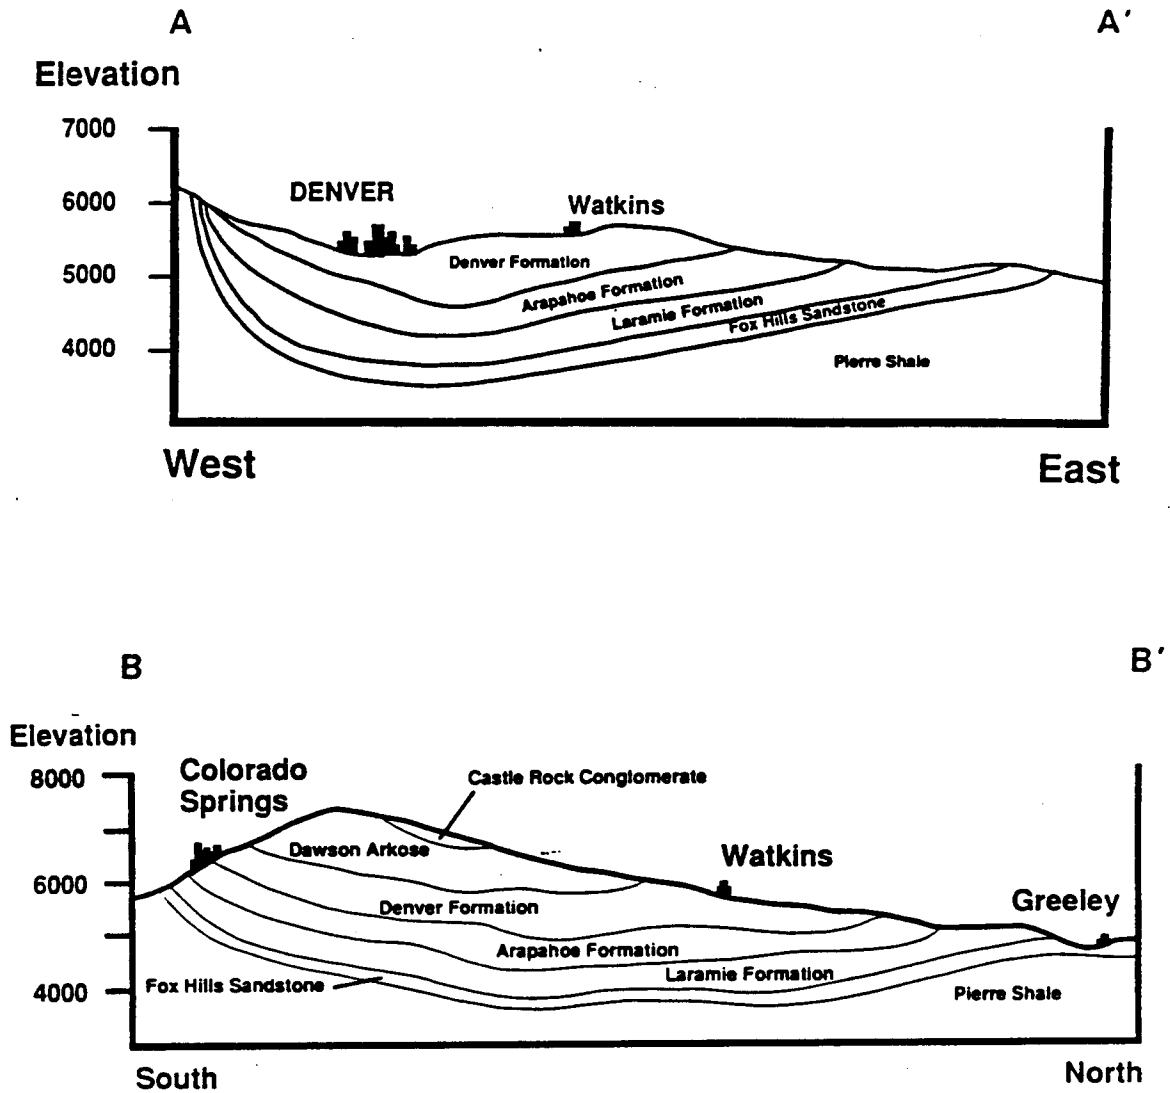 A
A′
Elevation
7000
6000
5000
4000
DENVER
Watkins
Denver Formation
Arapahoe Formation
Laramie Formation
Fox Hills Sandstone
Pierre Shale
West
East
B
B′
Elevation
8000
6000
4000
Colorado
Springs
Castle Rock Conglomerate
Dawson Arkose
Watkins
Greeley
Denver Formation
Arapahoe Formation
Laramie Formation
Fox Hills Sandstone
Pierre Shale
South
North